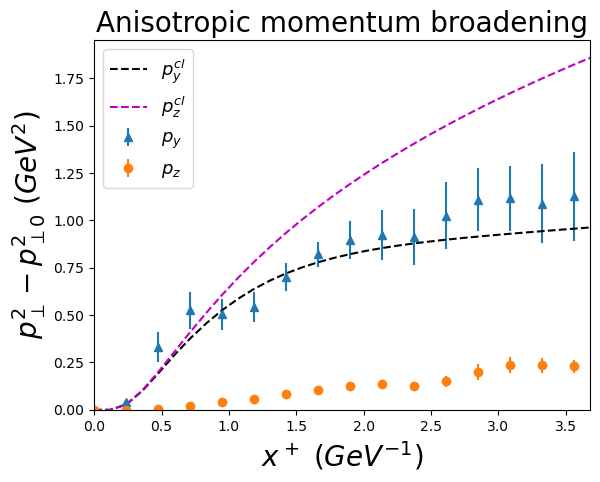 Anisotropic momentum broadening
p_y^{cl}
p_z^{cl}
p_y
p_z
p_⊥^2 − p_{⊥0}^2 (GeV^2)
1.75
1.50
1.25
1.00
0.75
0.50
0.25
0.00
0.0 0.5 1.0 1.5 2.0 2.5 3.0 3.5
x^+ (GeV^{-1})